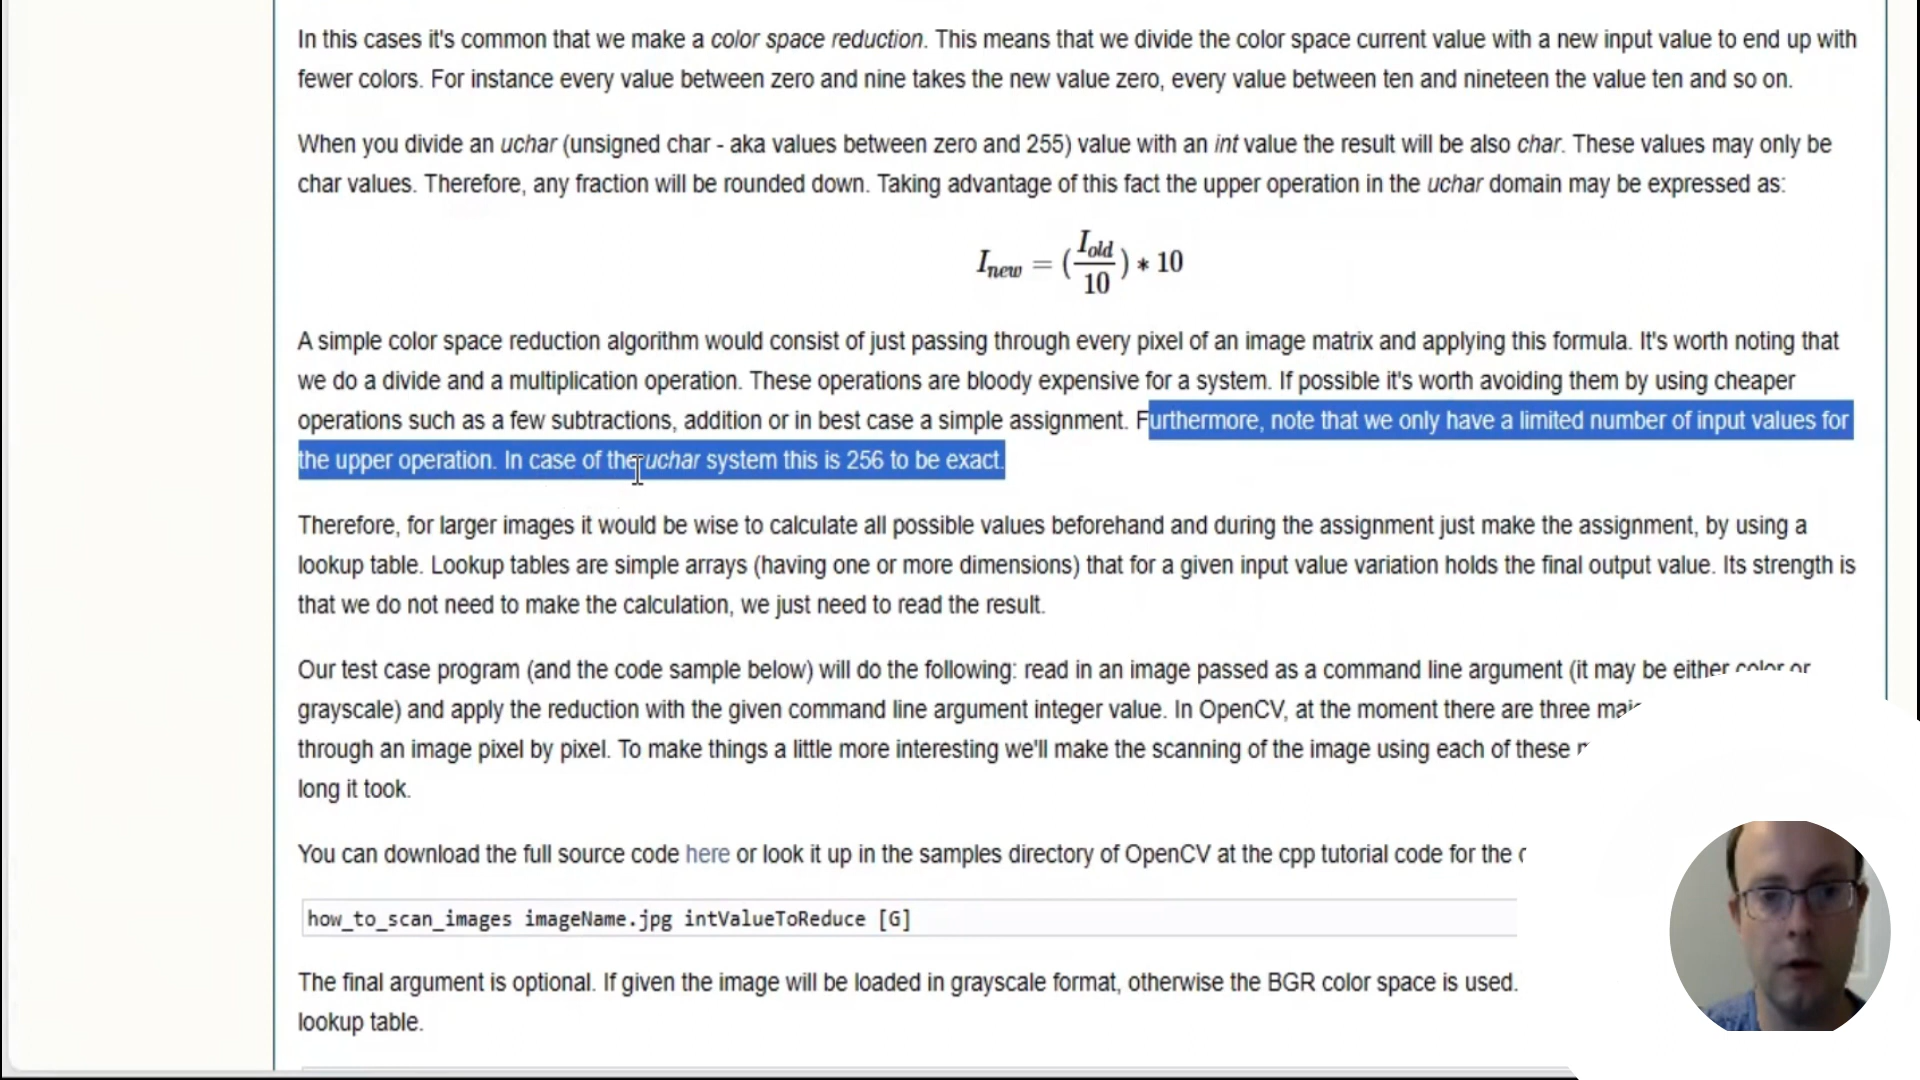 In this cases it's common that we make a color space reduction. This means that we divide the color space current value with a new input value to end up with
fewer colors. For instance every value between zero and nine takes the new value zero, every value between ten and nineteen the value ten and so on.
When you divide an uchar (unsigned char - aka values between zero and 255) value with an int value the result will be also char. These values may only be
char values. Therefore, any fraction will be rounded down. Taking advantage of this fact the upper operation in the uchar domain may be expressed as:
I_new = (I_old / 10) * 10
A simple color space reduction algorithm would consist of just passing through every pixel of an image matrix and applying this formula. It's worth noting that
we do a divide and a multiplication operation. These operations are bloody expensive for a system. If possible it's worth avoiding them by using cheaper
operations such as a few subtractions, addition or in best case a simple assignment. Furthermore, note that we only have a limited number of input values for
the upper operation. In case of the uchar system this is 256 to be exact.
Therefore, for larger images it would be wise to calculate all possible values beforehand and during the assignment just make the assignment, by using a
lookup table. Lookup tables are simple arrays (having one or more dimensions) that for a given input value variation holds the final output value. Its strength is
that we do not need to make the calculation, we just need to read the result.
Our test case program (and the code sample below) will do the following: read in an image passed as a command line argument (it may be either color or
grayscale) and apply the reduction with the given command line argument integer value. In OpenCV, at the moment there are three
through an image pixel by pixel. To make things a little more interesting we'll make the scanning of the image using each of these
long it took.
You can download the full source code here or look it up in the samples directory of OpenCV at the cpp tutorial code for the
how_to_scan_images imageName.jpg intValueToReduce [G]
The final argument is optional. If given the image will be loaded in grayscale format, otherwise the BGR color space is used.
lookup table.